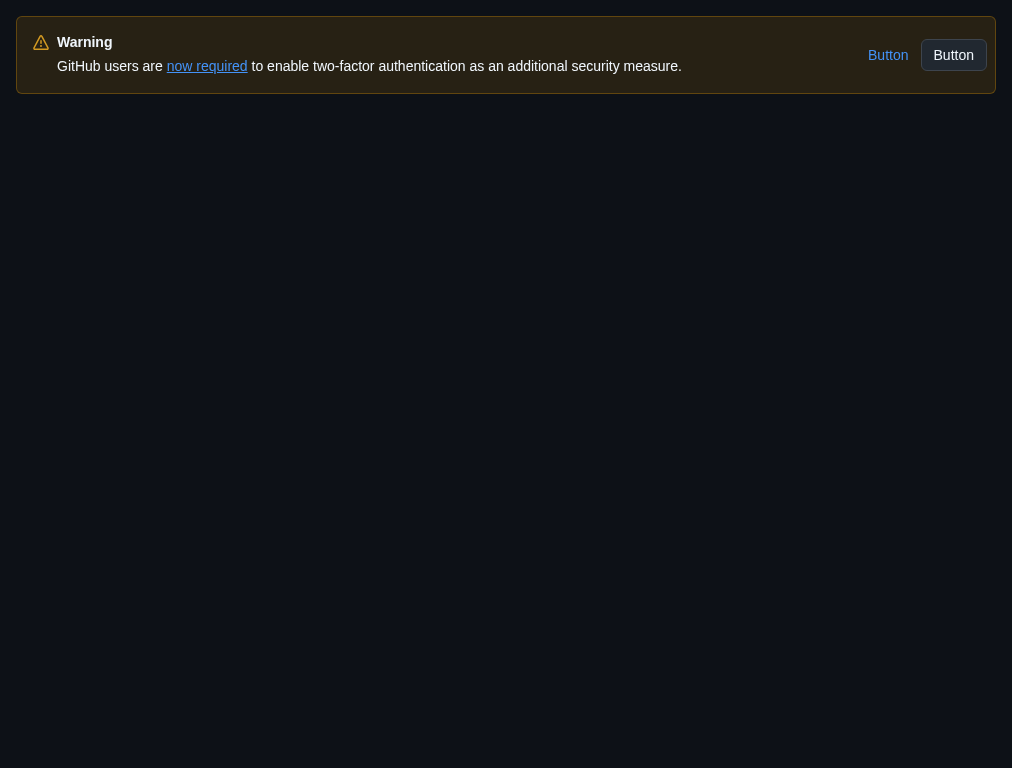 Warning
GitHub users are now required to enable two-factor authentication as an additional security measure.
Button
Button